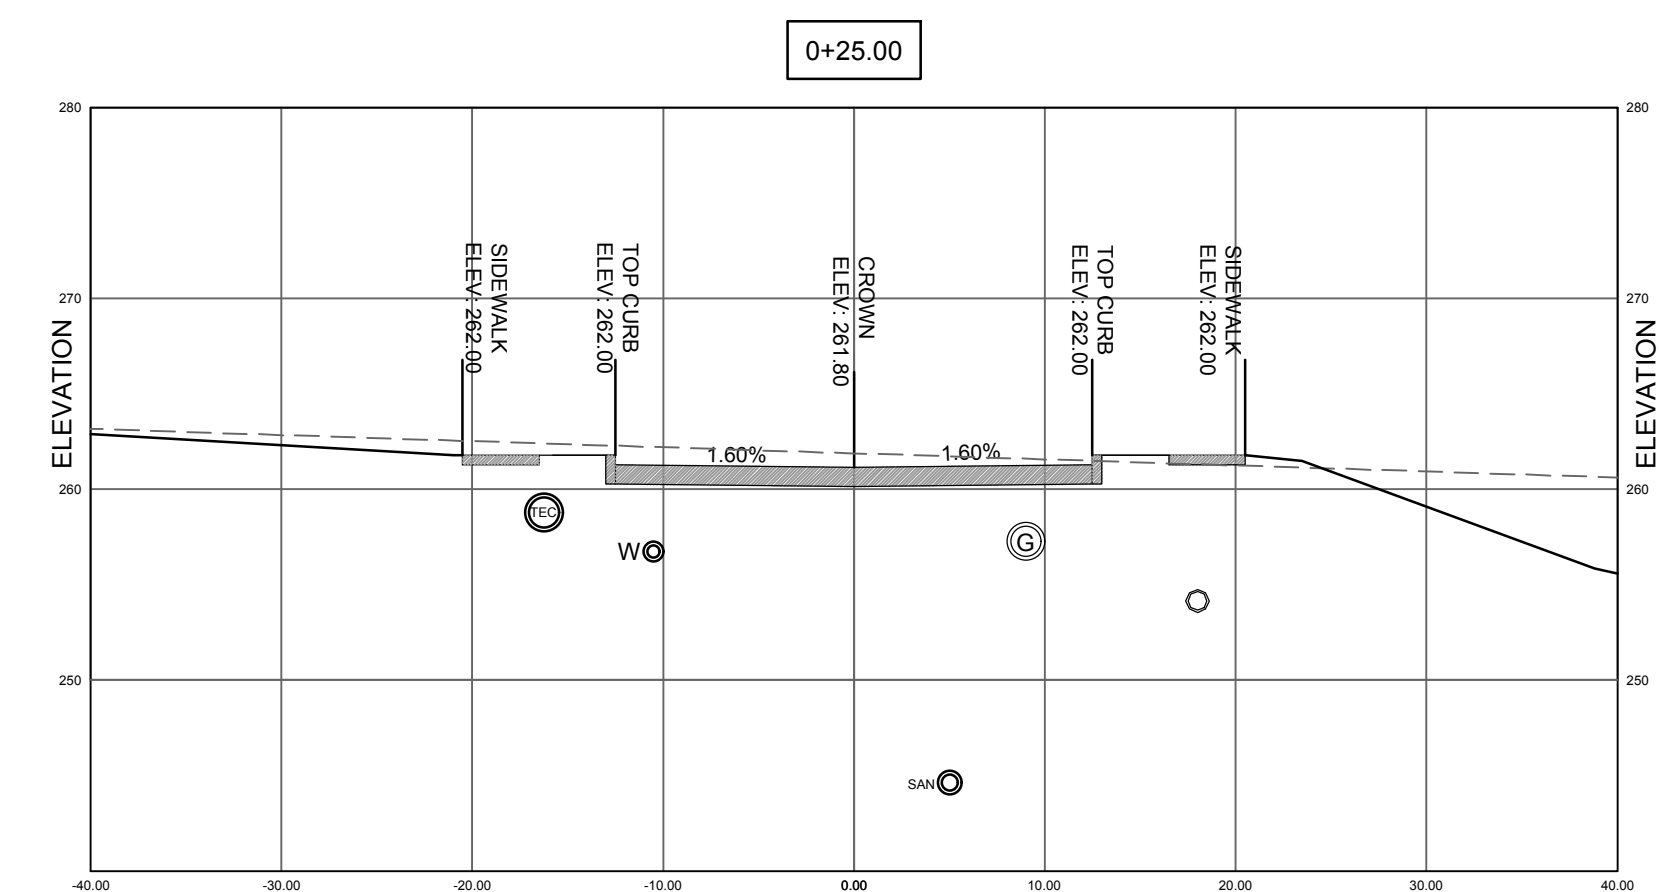 0+25.00
280
280
SIDEWALK
ELEV: 262.00
TOP CURB
ELEV: 262.00
CROWN
ELEV: 261.80
TOP CURB
ELEV: 262.00
SIDEWALK
ELEV: 262.00
270
270
ELEVATION
ELEVATION
1.60%
1.60%
260
260
TEC
W
G
250
250
SAN
-40.00
-30.00
-20.00
-10.00
0.00
10.00
20.00
30.00
40.00